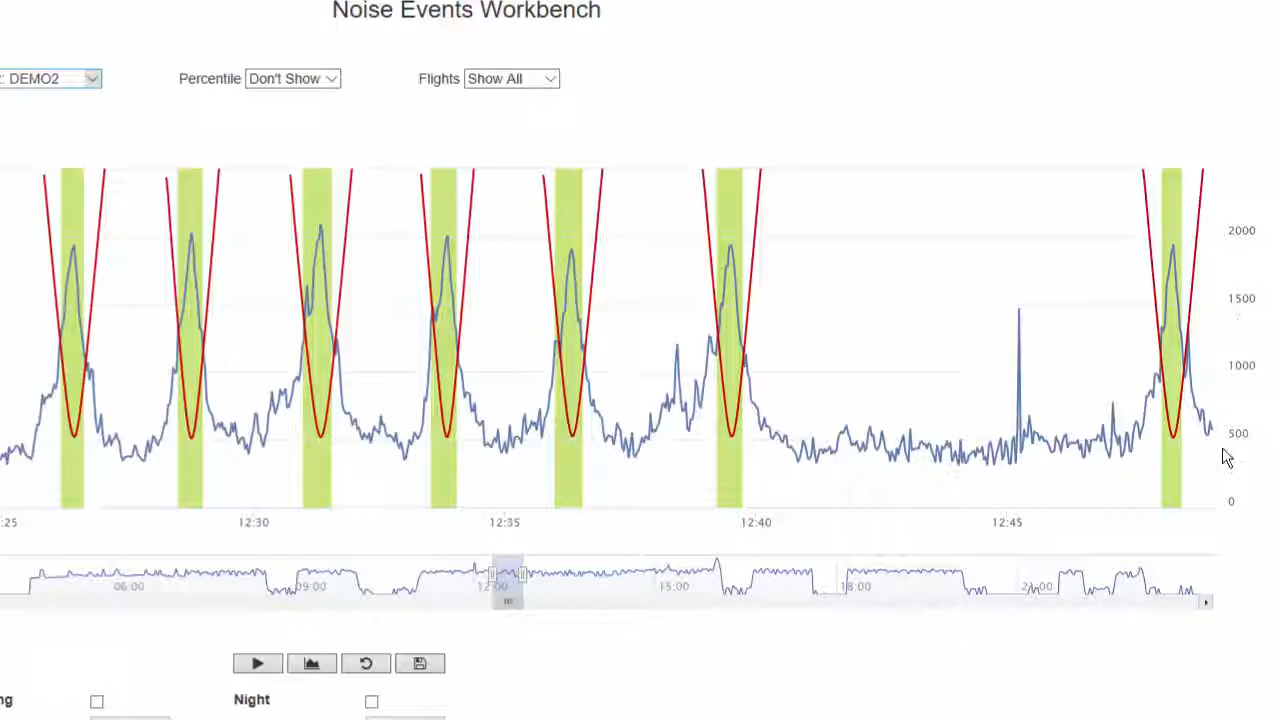 Noise Events Workbench
: DEMO2 Percentile Don't Show Flights Show All
2000
1500
1000
500
0
:25 12:30 12:35 12:40 12:45
06:00 09:00 12:00 15:00 18:00 21:00
ng Night